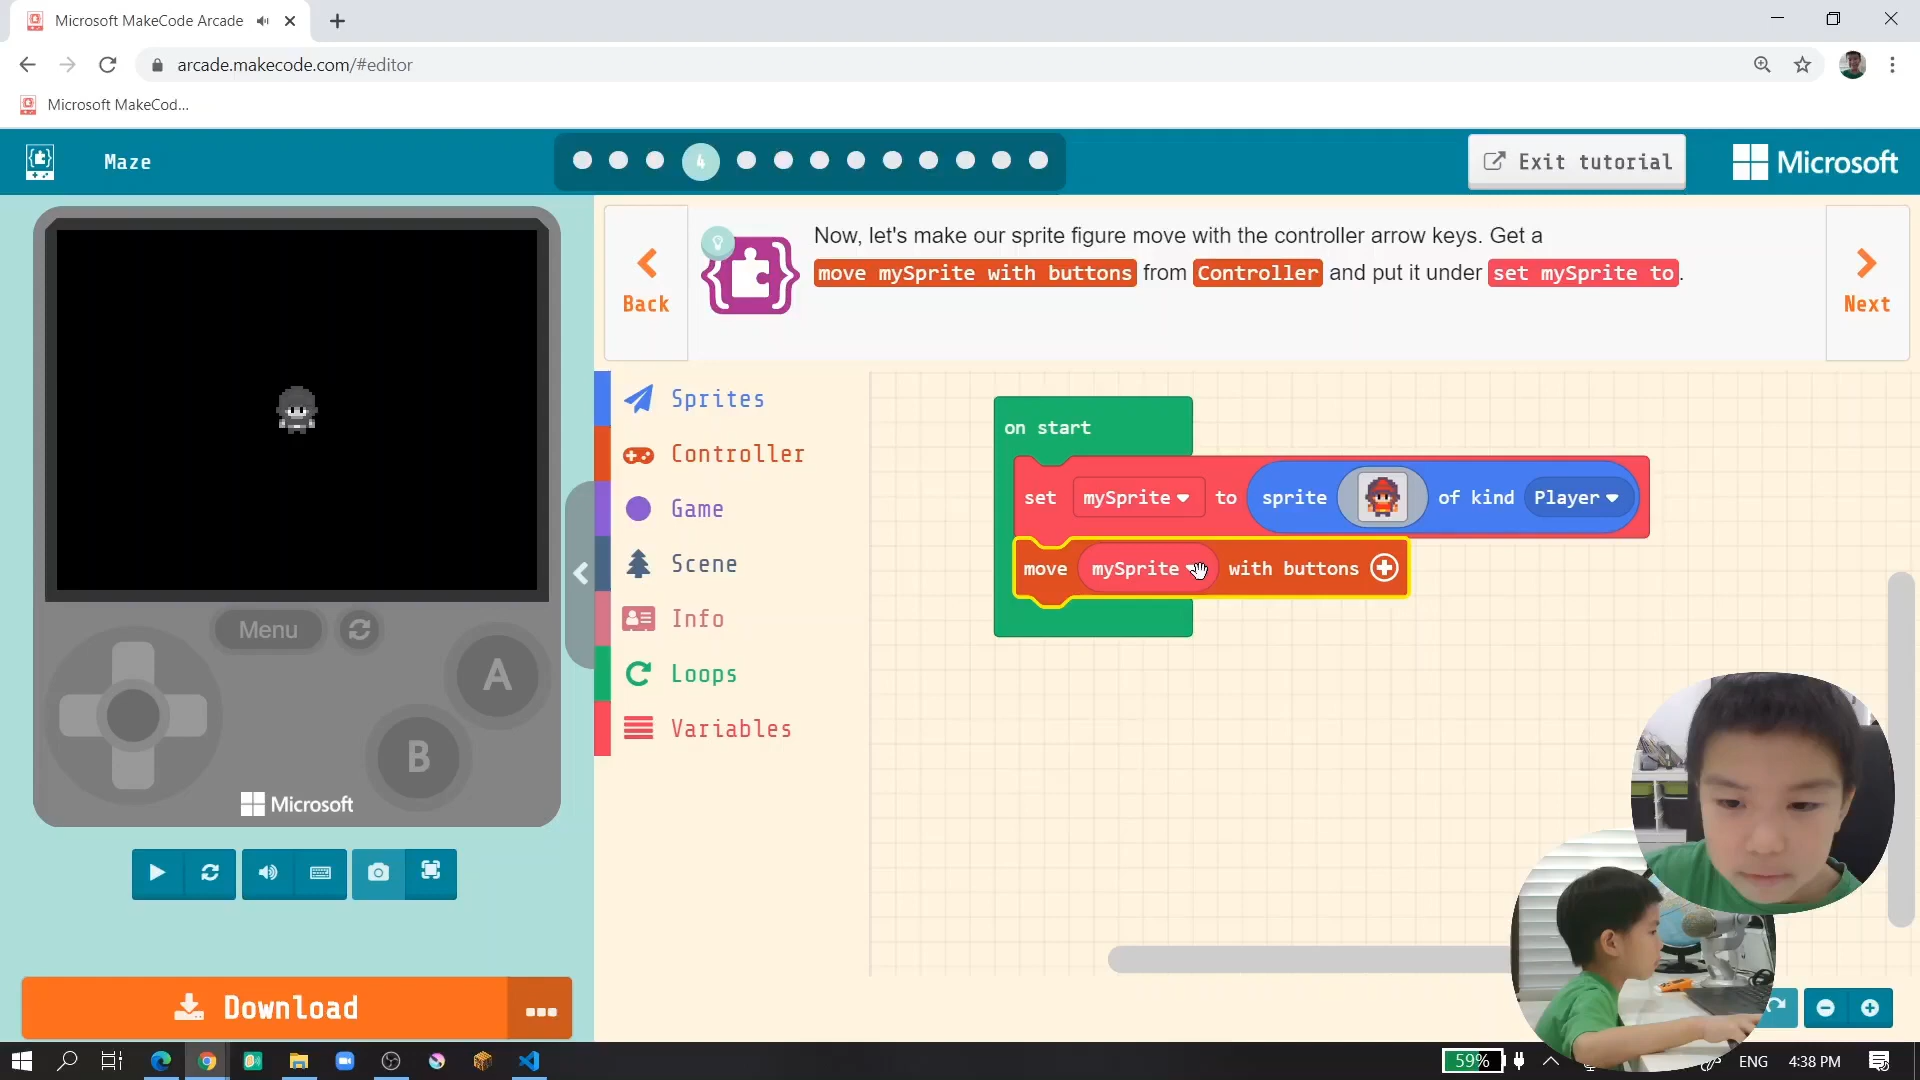 Microsoft MakeCode Arcade
arcade.makecode.com/#editor
Microsoft MakeCod...
Maze
4
Exit tutorial
Microsoft
Back
Now, let's make our sprite figure move with the controller arrow keys. Get a
move mySprite with buttons from Controller and put it under set mySprite to.
Next
Sprites
Controller
Game
Scene
Info
Loops
Variables
on start
set mySprite to sprite of kind Player
move mySprite with buttons
Menu
A
B
Microsoft
Download
59%
ENG
4:38 PM